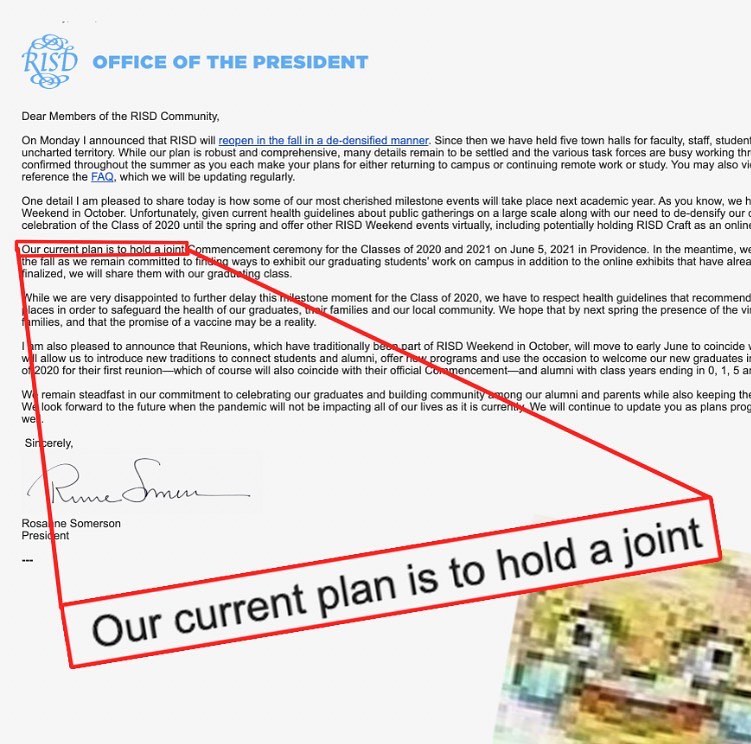 RISD OFFICE OF THE PRESIDENT
Dear Members of the RISD Community,
On Monday I announced that RISD will reopen in the fall in a de-densified manner. Since then we have held five town halls for faculty, staff, student
uncharted territory. While our plan is robust and comprehensive, many details remain to be settled and the various task forces are busy working thr
confirmed throughout the summer as you each make your plans for either returning to campus or continuing remote work or study. You may also vi
reference the FAQ, which we will be updating regularly.
One detail I am pleased to share today is how some of our most cherished milestone events will take place next academic year. As you know, we h
Weekend in October. Unfortunately, given current health guidelines about public gatherings on a large scale along with our need to de-densify our c
celebration of the Class of 2020 until the spring and offer other RISD Weekend events virtually, including potentially holding RISD Craft as an online
Our current plan is to hold a joint Commencement ceremony for the Classes of 2020 and 2021 on June 5, 2021 in Providence. In the meantime, we
the fall as we remain committed to finding ways to exhibit our graduating students' work on campus in addition to the online exhibits that have alrea
finalized, we will share them with our graduating class.
While we are very disappointed to further delay this milestone moment for the Class of 2020, we have to respect health guidelines that recommend
places in order to safeguard the health of our graduates, their families and our local community. We hope that by next spring the presence of the vi
families, and that the promise of a vaccine may be a reality.
I am also pleased to announce that Reunions, which have traditionally been part of RISD Weekend in October, will move to early June to coincide w
will allow us to introduce new traditions to connect students and alumni, offer new programs and use the occasion to welcome our new graduates i
of 2020 for their first reunion—which of course will also coincide with their official Commencement—and alumni with class years ending in 0, 1, 5 an
We remain steadfast in our commitment to celebrating our graduates and building community among our alumni and parents while also keeping the
We look forward to the future when the pandemic will not be impacting all of our lives as it is currently. We will continue to update you as plans prog
well.
Sincerely,
Rosanne Somerson
President
---
Our current plan is to hold a joint